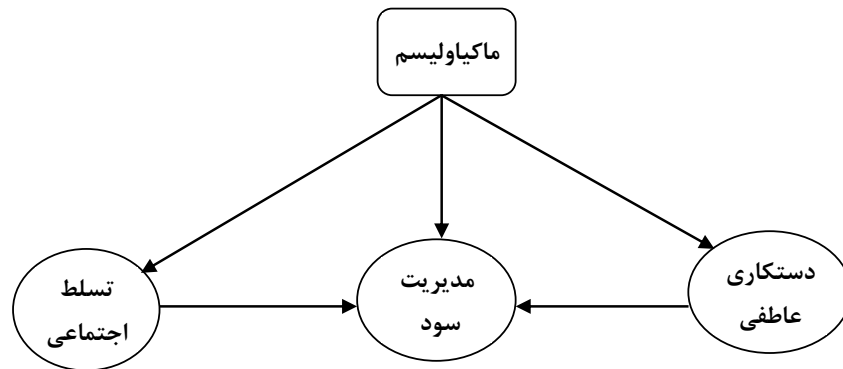 ماکیاولیسم
دستکاری
عاطفی
مدیریت
سود
تسلط
اجتماعی